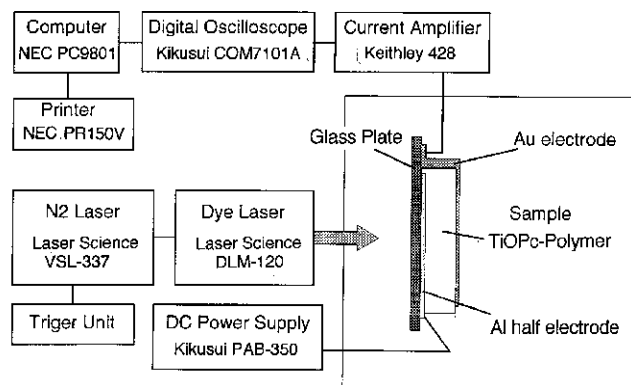 Computer
NEC PC9801
Digital Oscilloscope
Kikusui COM7101A
Current Amplifier
Keithley 428
Printer
NEC PR150V
Glass Plate
Au electrode
N2 Laser
Laser Science
VSL-337
Dye Laser
Laser Science
DLM-120
Sample
TiOPc-Polymer
Triger Unit
DC Power Supply
Kikusui PAB-350
Al half electrode